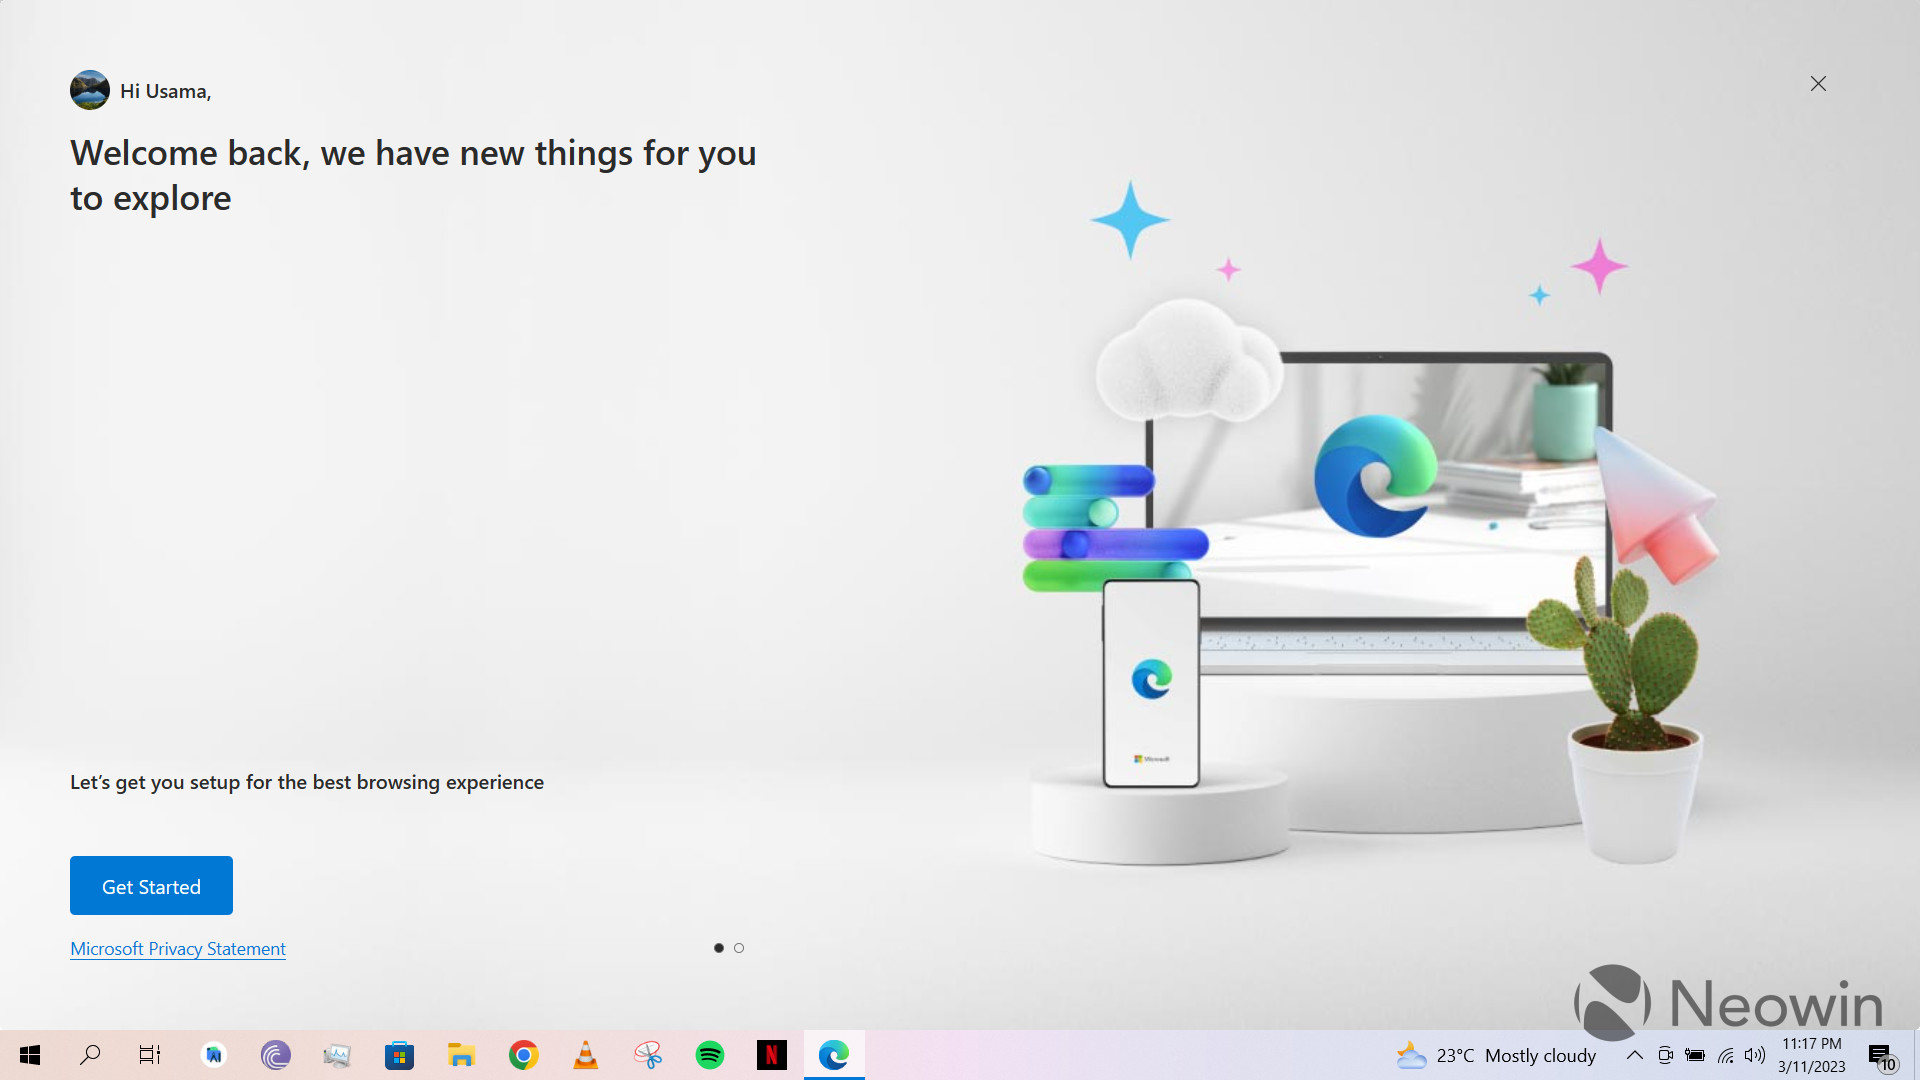 Hi Usama,
Welcome back, we have new things for you
to explore
Microsoft
Let’s get you setup for the best browsing experience
Get Started
Microsoft Privacy Statement
Neowin
N
23°C Mostly cloudy
11:17 PM
3/11/2023
10